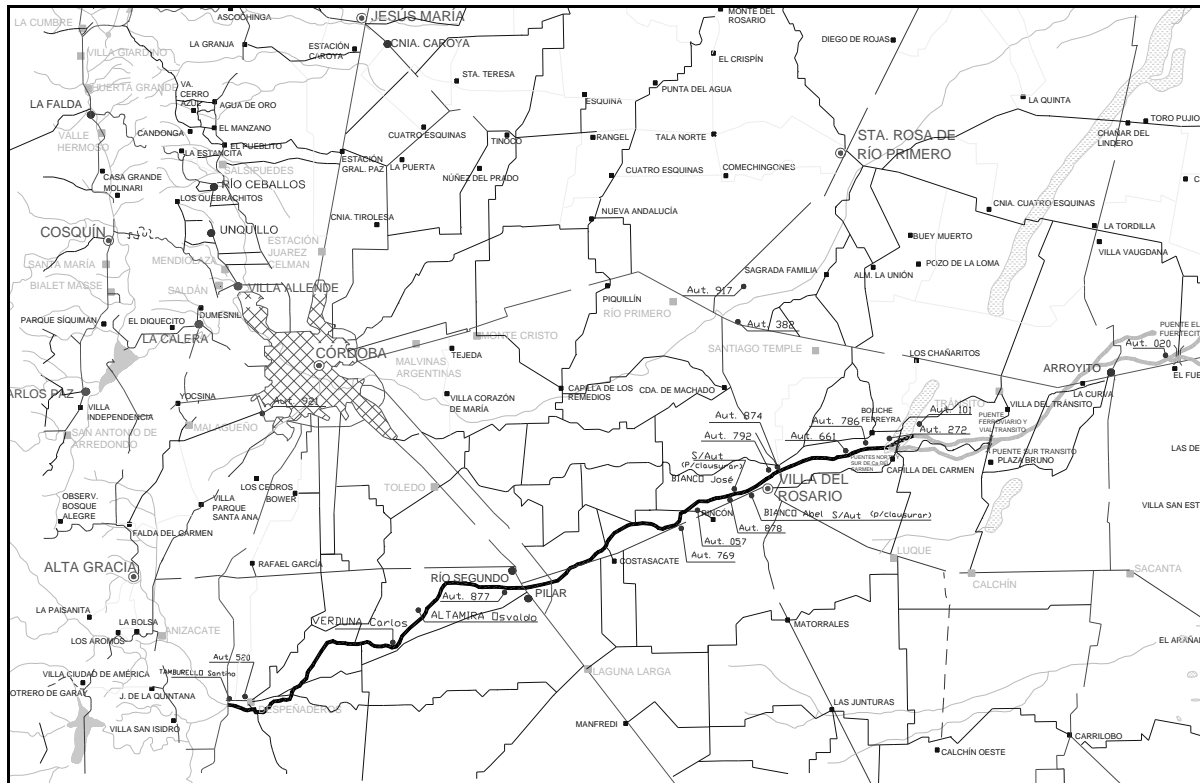 LA CUMBRE
ASCOCHINGA
JESÚS MARÍA
MONTE DEL
ROSARIO
VILLA GIARDINO
LA GRANJA
ESTACIÓN
CAROYA
CNIA. CAROYA
DIEGO DE ROJAS
EL CRISPÍN
STA. TERESA
HUERTA GRANDE
VA.
CERRO
AZUL
AGUA DE ORO
ESQUINA
PUNTA DEL AGUA
LA QUINTA
LA FALDA
VALLE
HERMOSO
CANDONGA
EL MANZANO
EL PUEBLITO
CUATRO ESQUINAS
TINOCO
RANGEL
TALA NORTE
STA. ROSA DE
RÍO PRIMERO
CHAÑAR DEL
LINDERO
TORO PUJIO
LA ESTANCITA
SALSIPUEDES
ESTACIÓN
GRAL. PAZ
LA PUERTA
NÚÑEZ DEL PRADO
CUATRO ESQUINAS
COMECHINGONES
CASA GRANDE
MOLINARI
RÍO CEBALLOS
LOS QUEBRACHITOS
CNIA. TIROLESA
NUEVA ANDALUCÍA
CNIA. CUATRO ESQUINAS
COSQUÍN
UNQUILLO
ESTACIÓN
JUAREZ
CELMAN
BUEY MUERTO
LA TORDILLA
VILLA VAUGDANA
SANTA MARÍA
MENDIOLAZA
SAGRADA FAMILIA
ALM. LA UNIÓN
POZO DE LA LOMA
BIALET MASSE
SALDÁN
VILLA ALLENDE
PIQUILLÍN
Aut. 917
RÍO PRIMERO
PARQUE SÍQUIMAN
EL DIQUECITO
DUMESNIL
LA CALERA
Aut. 382
PUENTE EL
FUERTECITO
Aut. 020
CÓRDOBA
MONTE CRISTO
MALVINAS
ARGENTINAS
TEJEDA
SANTIAGO TEMPLE
LOS CHAÑARITOS
ARROYITO
EL FUE
ARLOS PAZ
VILLA
INDEPENDENCIA
YOCSINA
Aut. 921
VILLA CORAZÓN
DE MARÍA
CAPILLA DE LOS
REMEDIOS
CDA. DE MACHADO
LA CURVA
TRÁNSITO
VILLA DEL TRÁNSITO
SAN ANTONIO DE
ARREDONDO
MALAGUEÑO
Aut. 874
Aut. 786
BOUCHE
FERREYRA
Aut. 101
Aut. 272
PUENTE
FERROVIARIO Y
VIAL TRANSITO
Aut. 792
Aut. 661
PUENTE SUR TRANSITO
PLAZA BRUNO
LAS DE
S/Aut
(P/clausurar)
BIANCO José
CAPILLA DEL CARMEN
TOLEDO
LOS CEDROS
BOWER
VILLA DEL
ROSARIO
OBSERV.
BOSQUE
ALEGRE
VILLA
PARQUE
SANTA ANA
RINCÓN
BIANCO Abel S/Aut (p/clausurar)
VILLA SAN EST
FALDA DEL CARMEN
Aut. 878
Aut. 057
Aut. 769
LUQUE
ALTA GRACIA
RAFAEL GARCÍA
COSTASACATE
CALCHÍN
SACANTA
RÍO SEGUNDO
PILAR
Aut. 877
LA PAISANITA
VERDUNA Carlos
ALTAMIRA Osvaldo
MATORRALES
LA BOLSA
LOS AROMOS
ANIZACATE
EL ARAÑA
Aut. 520
TAMBURELLO Santino
LAGUNA LARGA
VILLA CIUDAD DE AMÉRICA
OTRERO DE GARAY
J. DE LA QUINTANA
DESPEÑADEROS
LAS JUNTURAS
VILLA SAN ISIDRO
MANFREDI
CARRILOBO
CALCHÍN OESTE